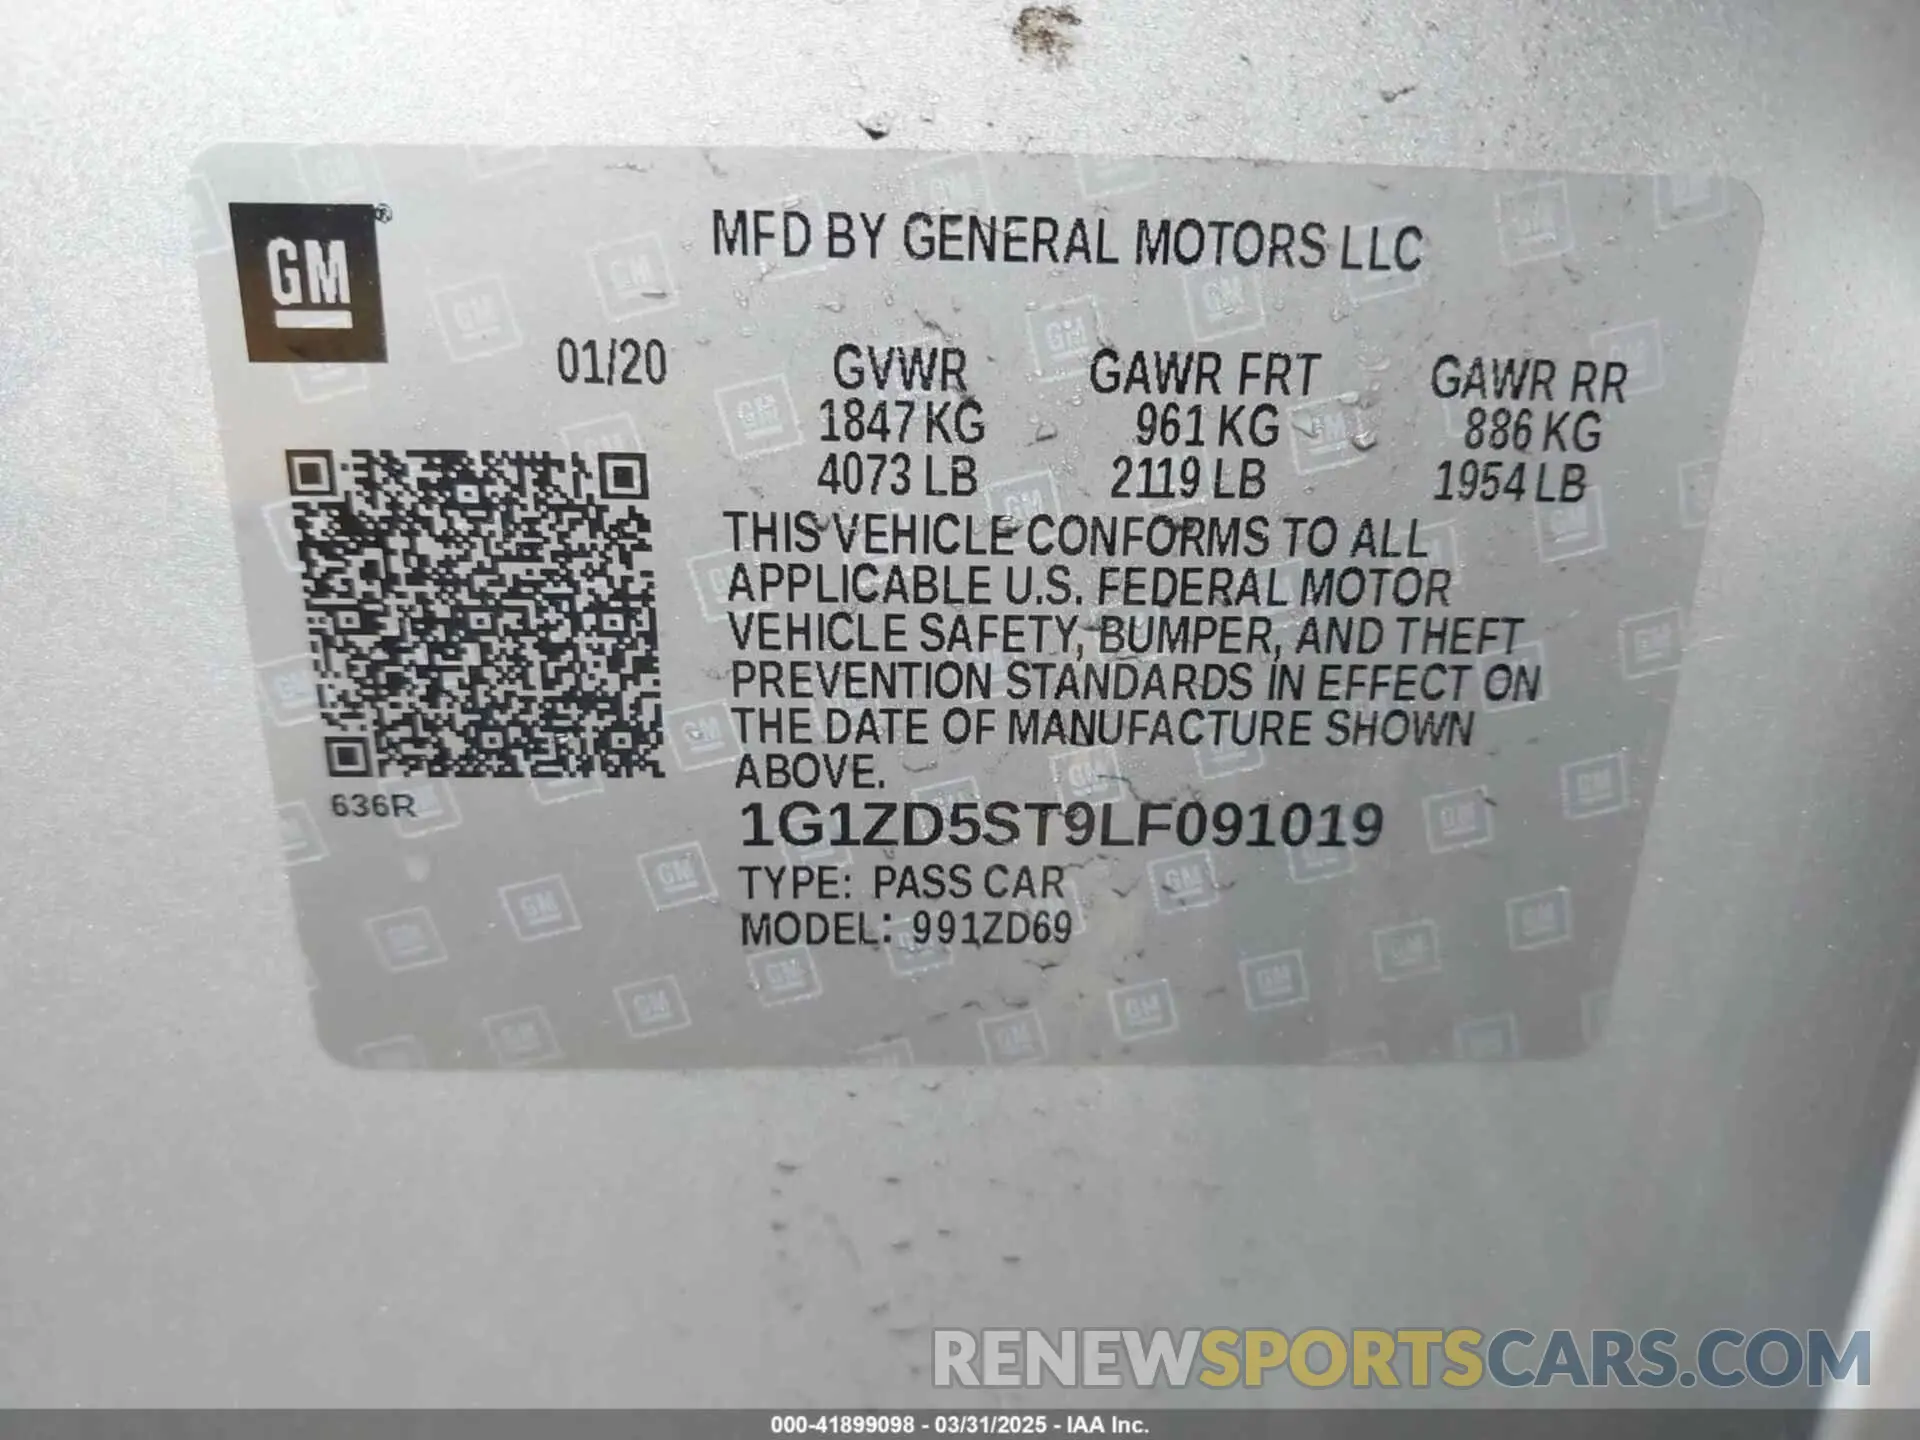 GM®
MFD BY GENERAL MOTORS LLC
01/20 GVWR GAWR FRT GAWR RR
1847 KG 961 KG 886 KG
4073 LB 2119 LB 1954 LB
THIS VEHICLE CONFORMS TO ALL
APPLICABLE U.S. FEDERAL MOTOR
VEHICLE SAFETY, BUMPER, AND THEFT
PREVENTION STANDARDS IN EFFECT ON
THE DATE OF MANUFACTURE SHOWN
ABOVE.
636R
1G1ZD5ST9LF091019
TYPE: PASS CAR
MODEL: 991ZD69
RENEWSPORTSCARS.COM
000-41899098 - 03/31/2025 - IAA Inc.